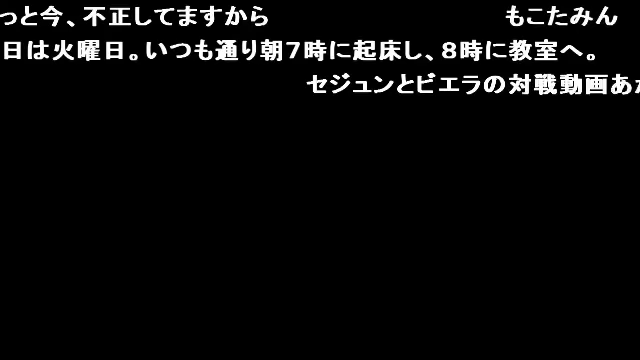 っと今、不正してますから もこたみん
日は火曜日。いつも通り朝7時に起床し、8時に教室へ。
セジュンとビエラの対戦動画あ